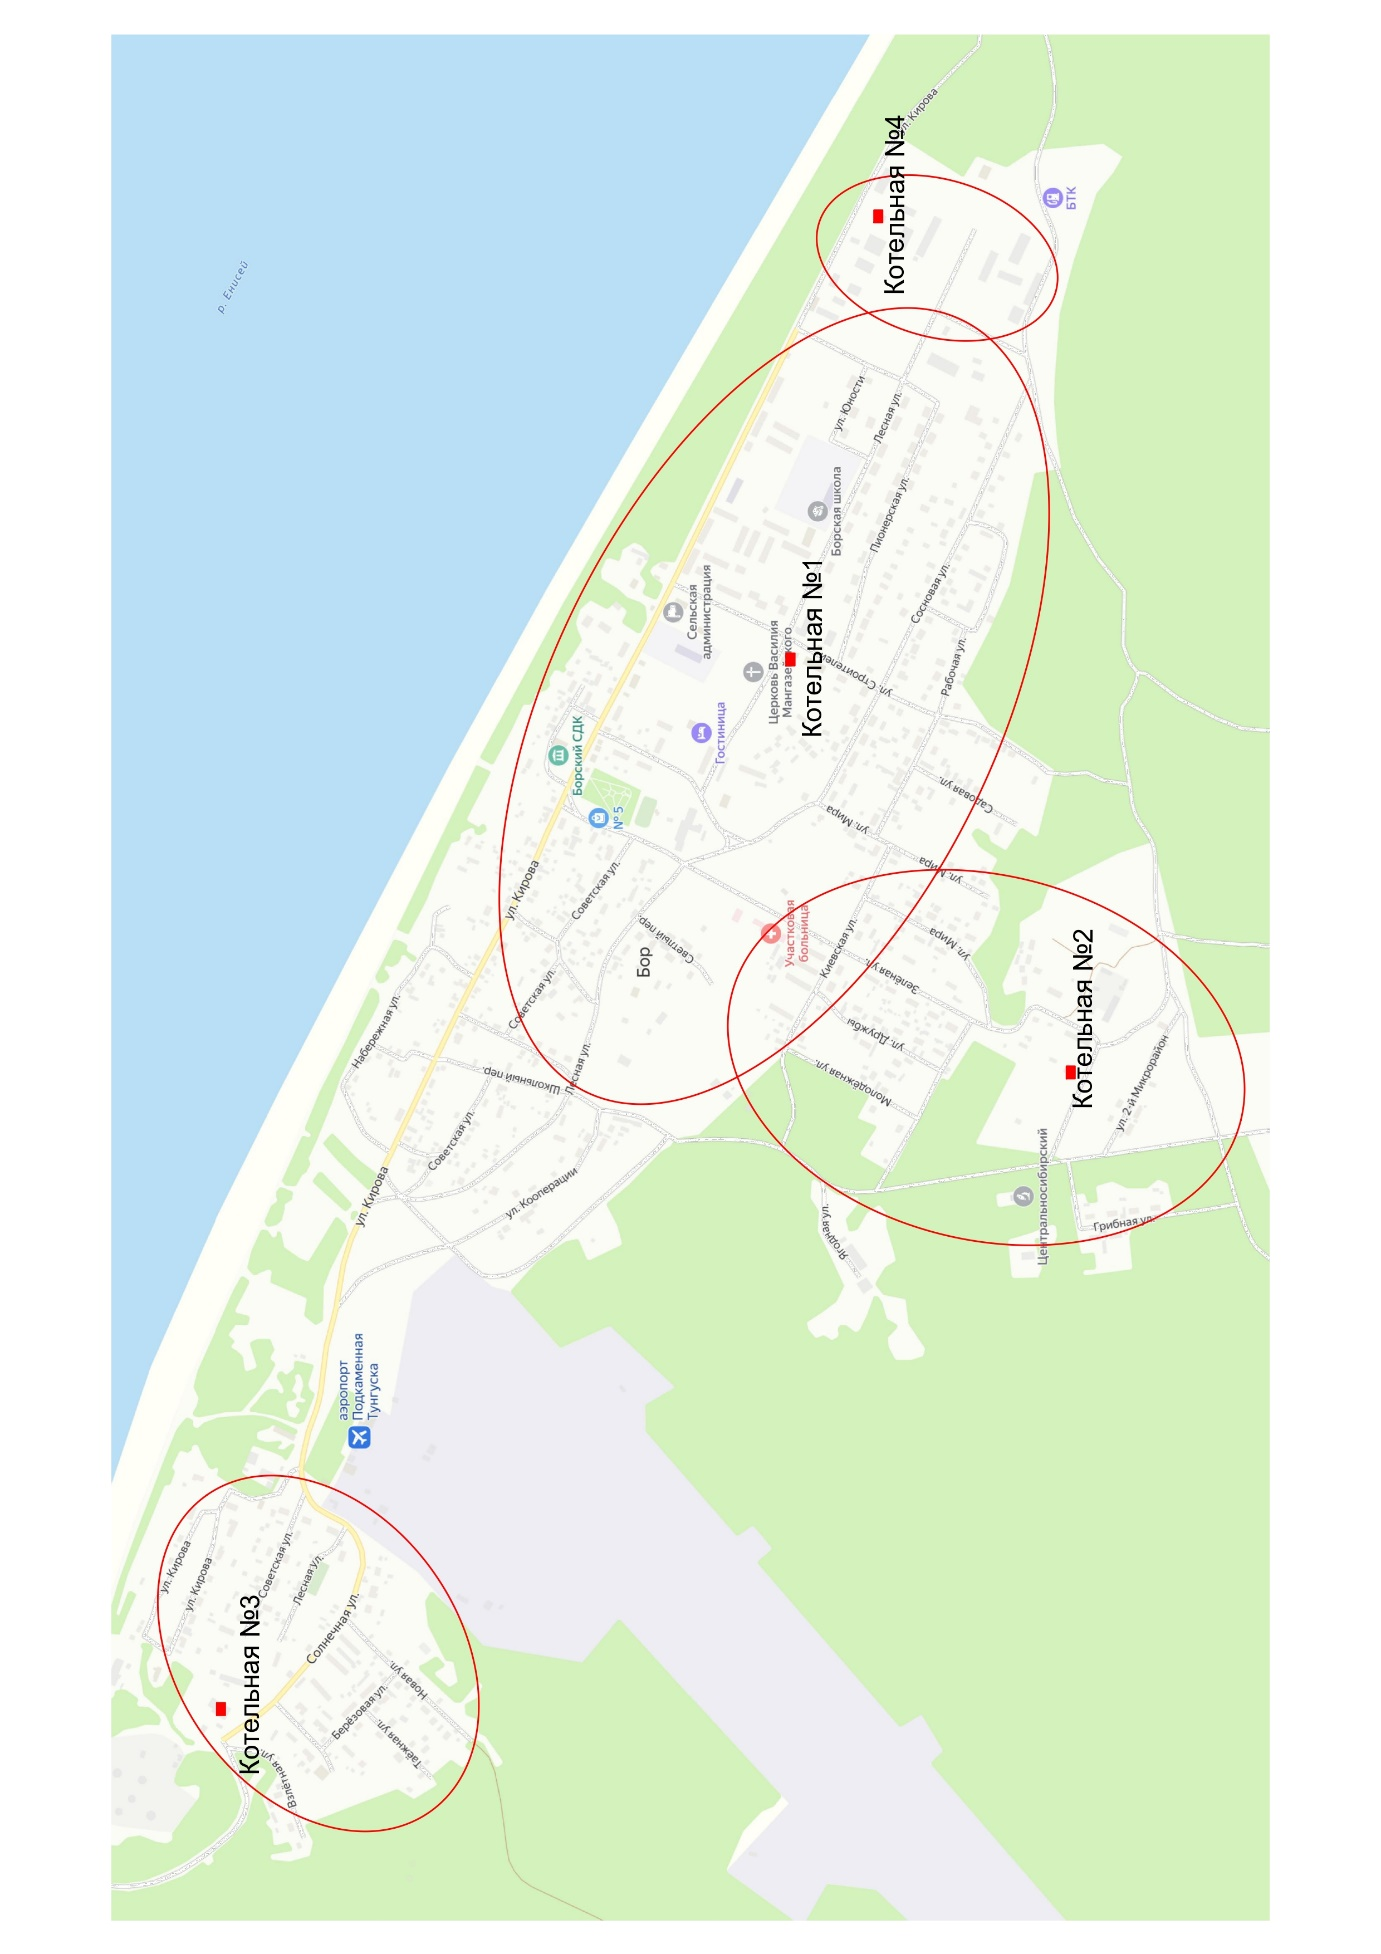 р. Енисей
ул. Кирова
Котельная №4
БТК
ул. Юности
Лесная ул.
Борская школа
Пионерская ул.
Сельская
администрация
Котельная №1
Сосновая ул.
Церковь Василия
Мангазейского
ул. Строителей
Рабочая ул.
Гостиница
Борский СДК
№ 5
Садовая ул.
ул. Мира
ул. Мира
ул. Мира
ул. Кирова
Советская ул.
Светлый пер.
Бор
Участковая
больница
Киевская ул.
Зелёная ул.
Котельная №2
Советская ул.
Набережная ул.
ул. Дружбы
Молодёжная ул.
Лесная ул.
Школьный пер.
ул. 2-й Микрорайон
Советская ул.
ул. Кооперации
ул. Кирова
Центральносибирский
Грибная ул.
Ягодная ул.
аэропорт
Подкаменная
Тунгуска
ул. Кирова
ул. Кирова
Советская ул.
Лесная ул.
Котельная №3
Солнечная ул.
Новая ул.
Берёзовая ул.
Таёжная ул.
Взлётная ул.